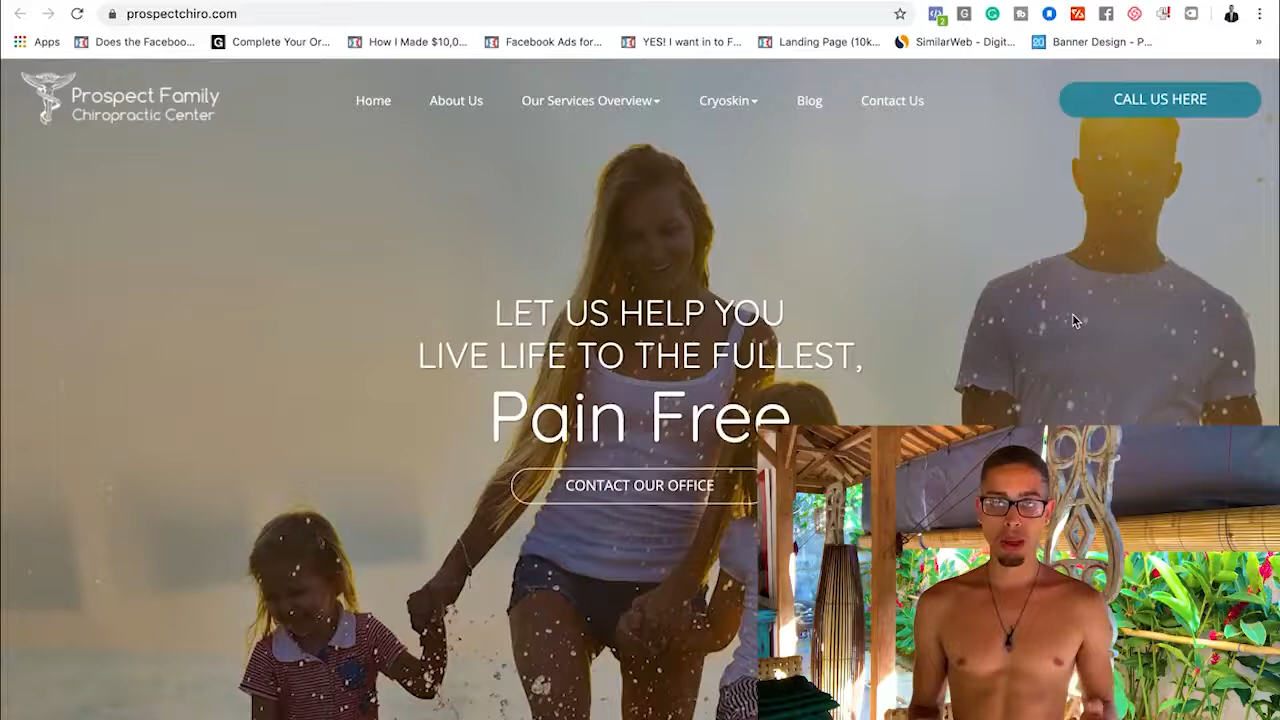 prospectchiro.com
2
Apps
Does the Faceboo...
Complete Your Or...
How I Made $10,0...
Facebook Ads for...
YES! I want in to F...
Landing Page (10k...
SimilarWeb - Digit...
20
Banner Design - P...
»
Prospect Family
Chiropractic Center
Home
About Us
Our Services Overview
Cryoskin
Blog
Contact Us
CALL US HERE
LET US HELP YOU
LIVE LIFE TO THE FULLEST,
Pain Free
CONTACT OUR OFFICE